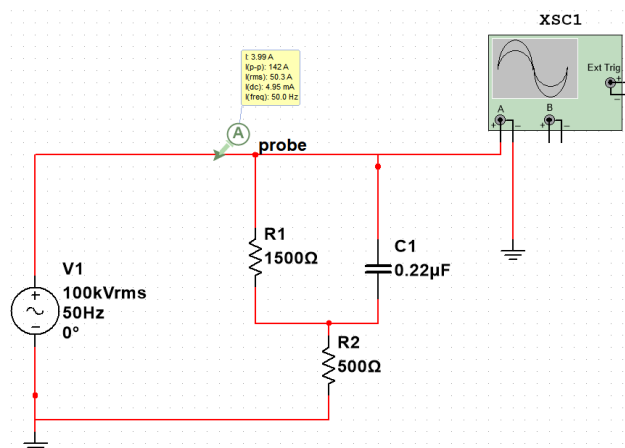 XSC1
I: 3.99 A
I(p-p): 142 A
I(rms): 50.3 A
I(dc): 4.95 mA
I(freq): 50.0 Hz
A
Ext Trig
+
–
A
B
+ –
+ –
probe
R1
1500Ω
C1
0.22µF
V1
100kVrms
50Hz
0°
+
–
R2
500Ω